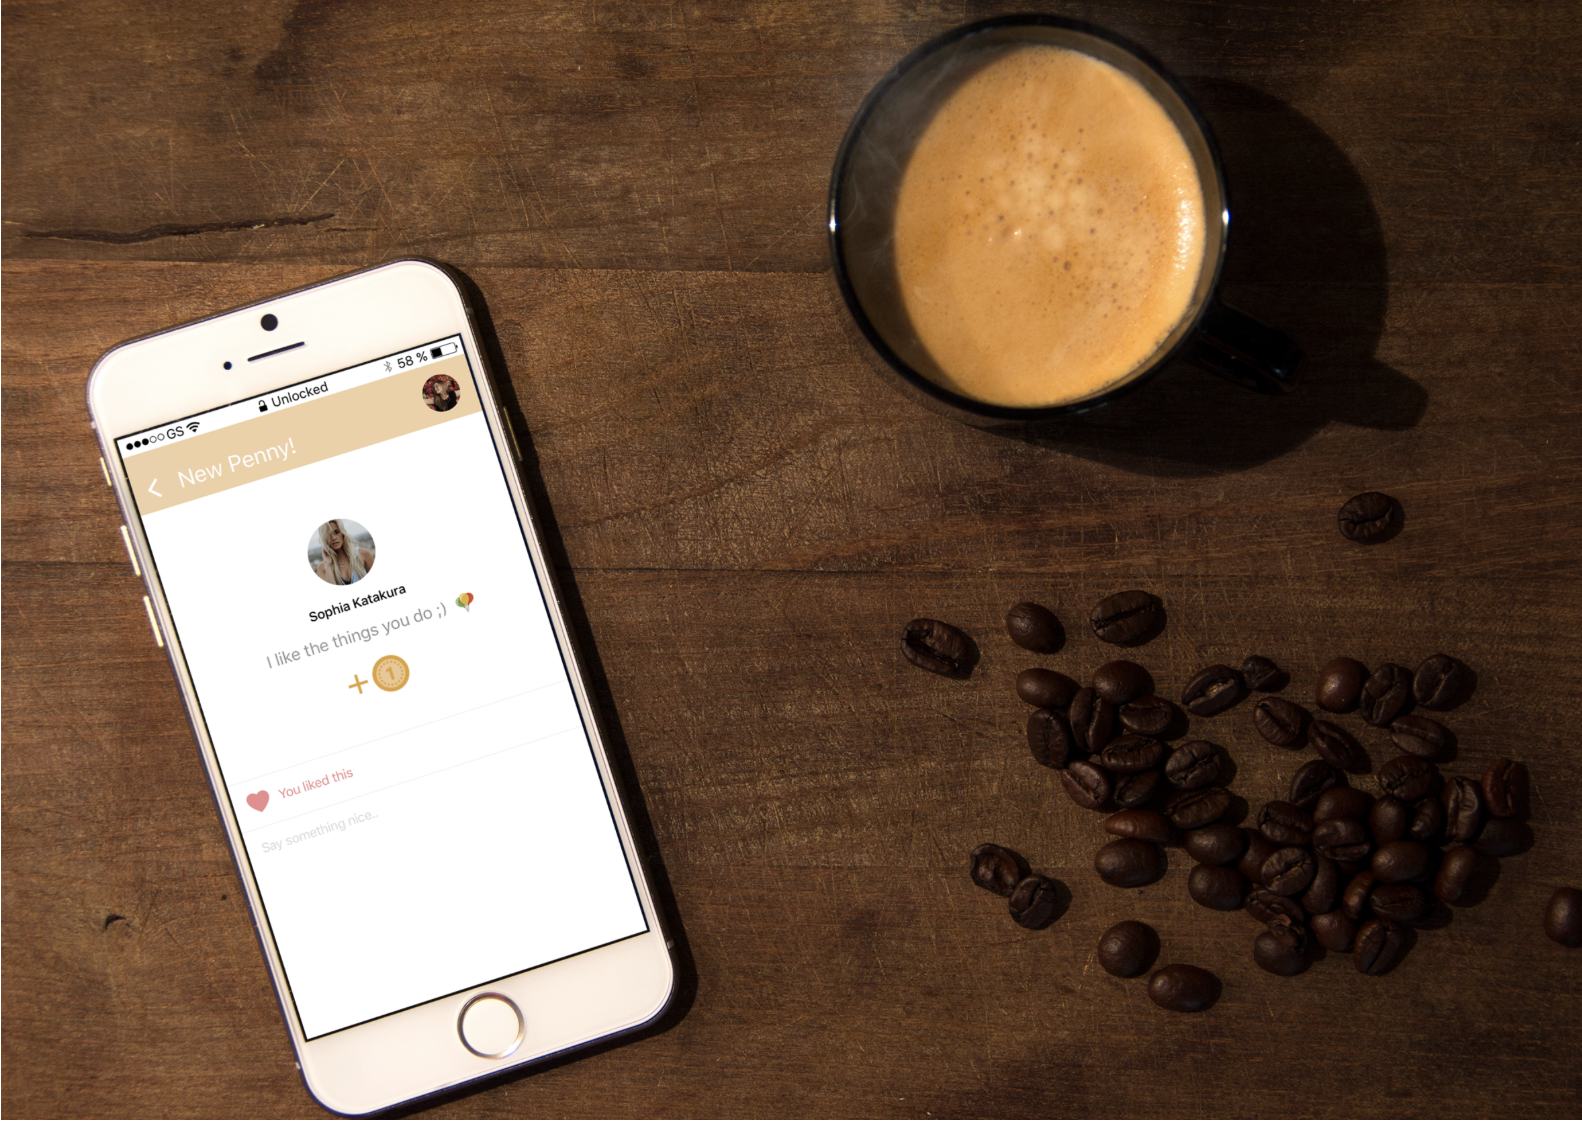 GS
Unlocked
58 %
New Penny!
Sophia Katakura
I like the things you do ;)
+ 1
You liked this
Say something nice..